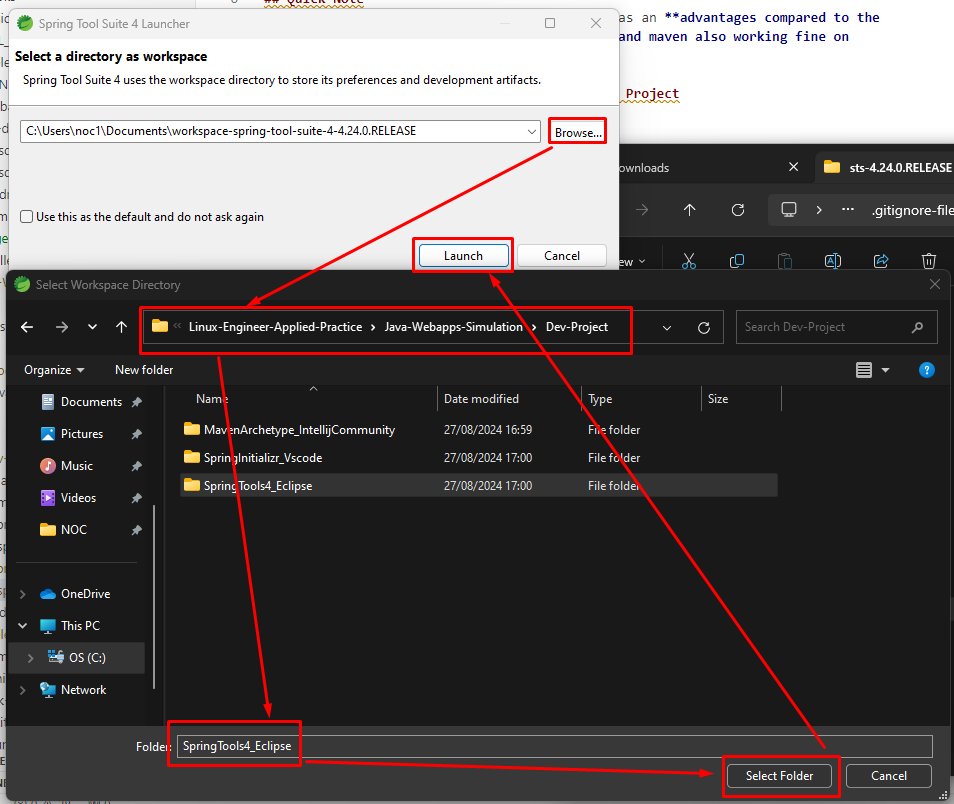 ## Quick Note
Spring Tool Suite 4 Launcher
as an **advantages compared to the
Select a directory as workspace
and maven also working fine on
Spring Tool Suite 4 uses the workspace directory to store its preferences and development artifacts.
Project
C:\Users\noc1\Documents\workspace-spring-tool-suite-4-4.24.0.RELEASE
Browse...
ownloads
sts-4.24.0.RELEASE
Use this as the default and do not ask again
.gitignore-file
Launch
Cancel
ew
Select Workspace Directory
Linux-Engineer-Applied-Practice
Java-Webapps-Simulation
Dev-Project
Search Dev-Project
Organize
New folder
Name
Date modified
Type
Size
Documents
Pictures
Music
Videos
NOC
OneDrive
This PC
OS (C:)
Network
MavenArchetype_IntellijCommunity 27/08/2024 16:59 File folder
SpringInitializr_Vscode 27/08/2024 17:00 File folder
SpringTools4_Eclipse 27/08/2024 17:00 File folder
Folder:
SpringTools4_Eclipse
Select Folder
Cancel